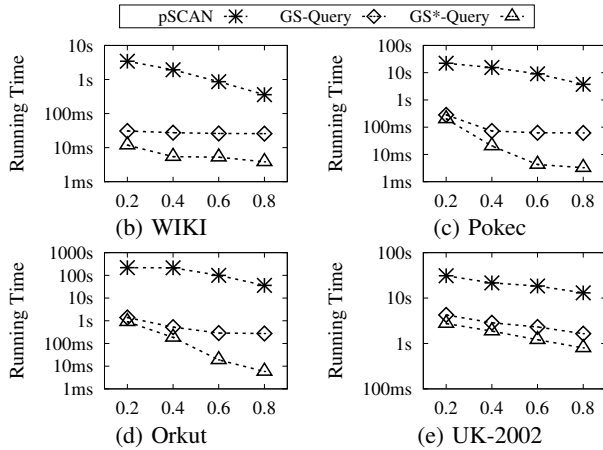 pSCAN GS-Query GS*-Query
Running Time
10s
1s
100ms
10ms
1ms
0.2 0.4 0.6 0.8
(b) WIKI
Running Time
100s
10s
1s
100ms
10ms
1ms
0.2 0.4 0.6 0.8
(c) Pokec
Running Time
1000s
100s
1s
100ms
10ms
1ms
0.2 0.4 0.6 0.8
(d) Orkut
Running Time
100s
10s
1s
100ms
0.2 0.4 0.6 0.8
(e) UK-2002